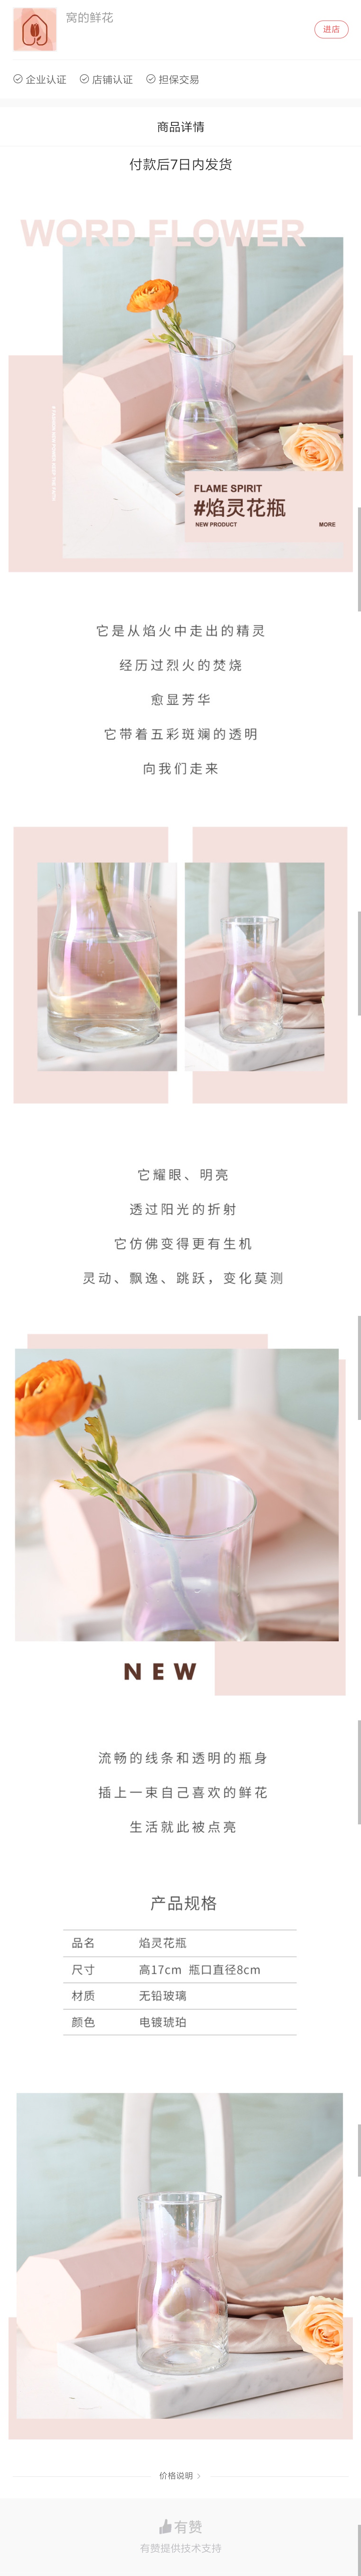 窝的鲜花
进店
企业认证 店铺认证 担保交易
商品详情
付款后7日内发货
WORD FLOWER
FLAME SPIRIT
#焰灵花瓶
NEW PRODUCT MORE
它是从焰火中走出的精灵
经历过烈火的焚烧
愈显芳华
它带着五彩斑斓的透明
向我们走来
它耀眼、明亮
透过阳光的折射
它仿佛变得更有生机
灵动、飘逸、跳跃，变化莫测
NEW
流畅的线条和透明的瓶身
插上一束自己喜欢的鲜花
生活就此被点亮
产品规格
品名 焰灵花瓶
尺寸 高17cm 瓶口直径8cm
材质 无铅玻璃
颜色 电镀琥珀
价格说明 >
有赞
有赞提供技术支持